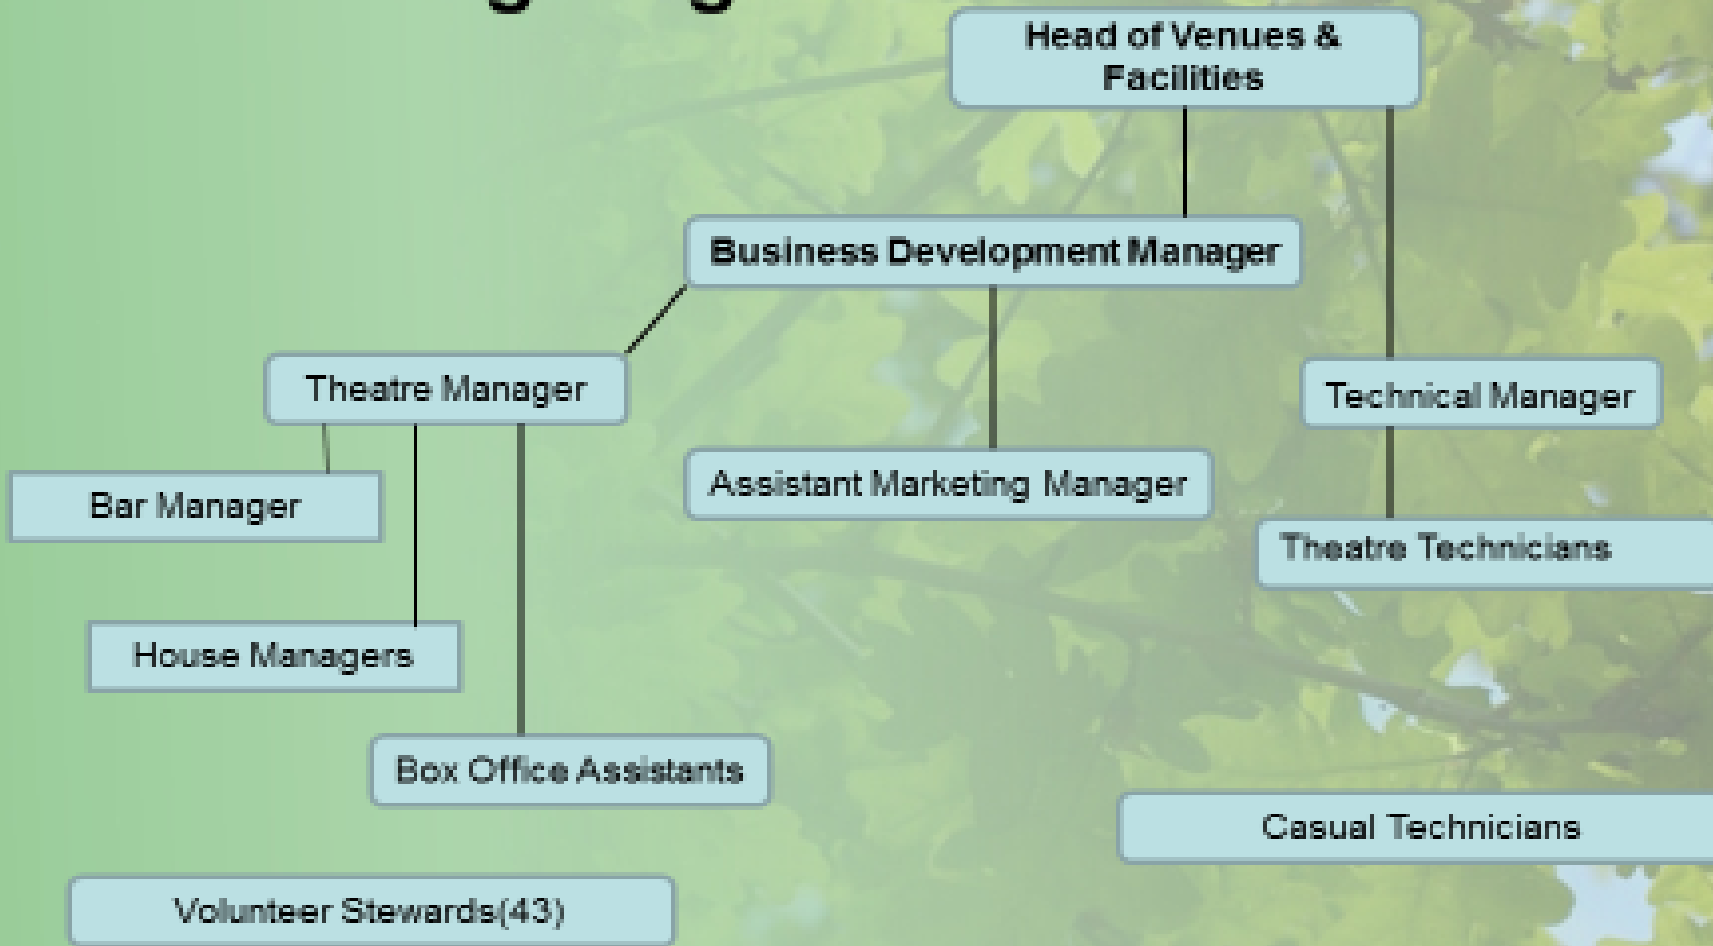 Head of Venues &
Facilities
Business Development Manager
Theatre Manager
Technical Manager
Assistant Marketing Manager
Bar Manager
Theatre Technicians
House Managers
Box Office Assistants
Casual Technicians
Volunteer Stewards(43)